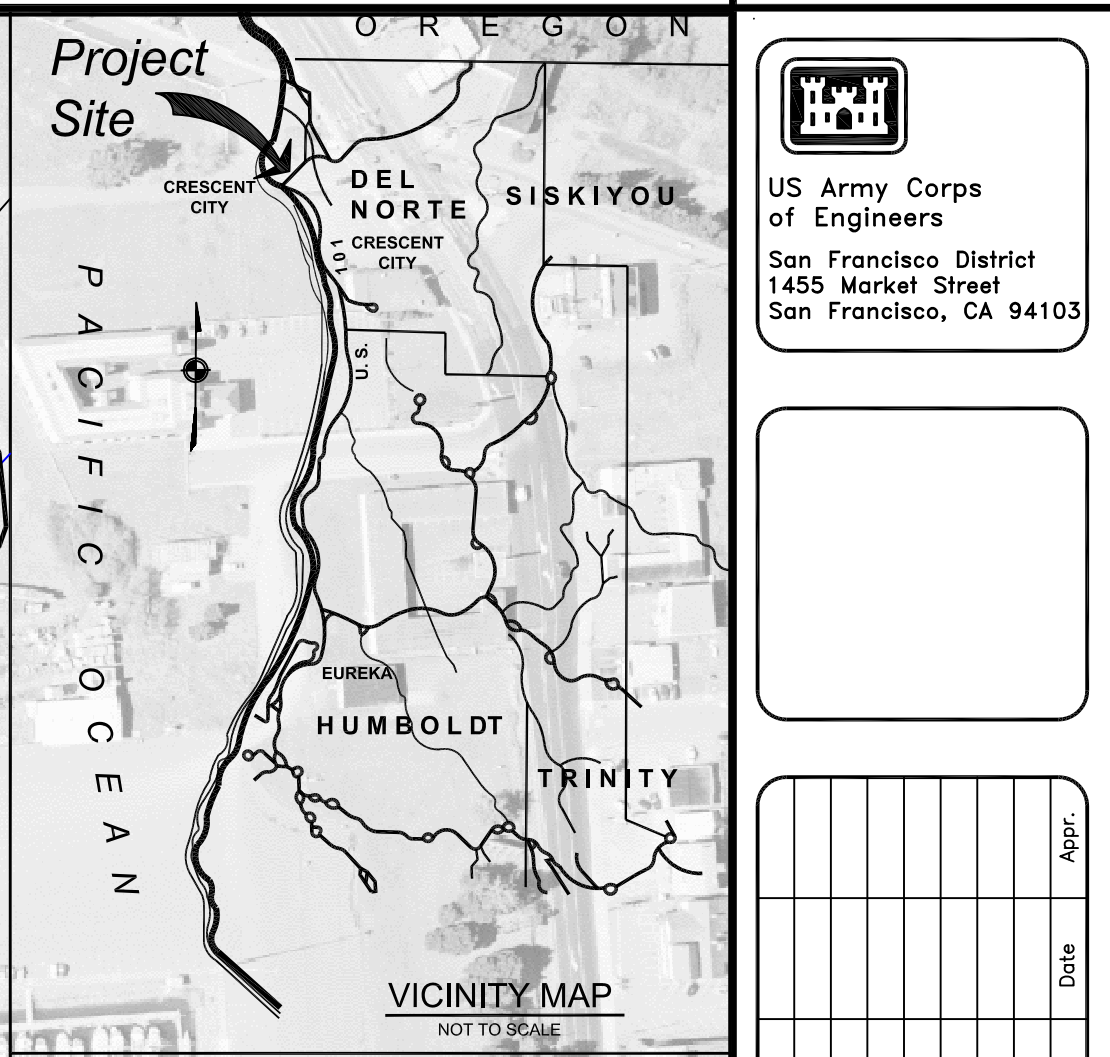 OREGON
Project
Site
CRESCENT
CITY
DEL
NORTE
SISKIYOU
CRESCENT
CITY
101
U.S.
PACIFIC OCEAN
EUREKA
HUMBOLDT
TRINITY
VICINITY MAP
NOT TO SCALE
US Army Corps
of Engineers
San Francisco District
1455 Market Street
San Francisco, CA 94103
Appr.
Date